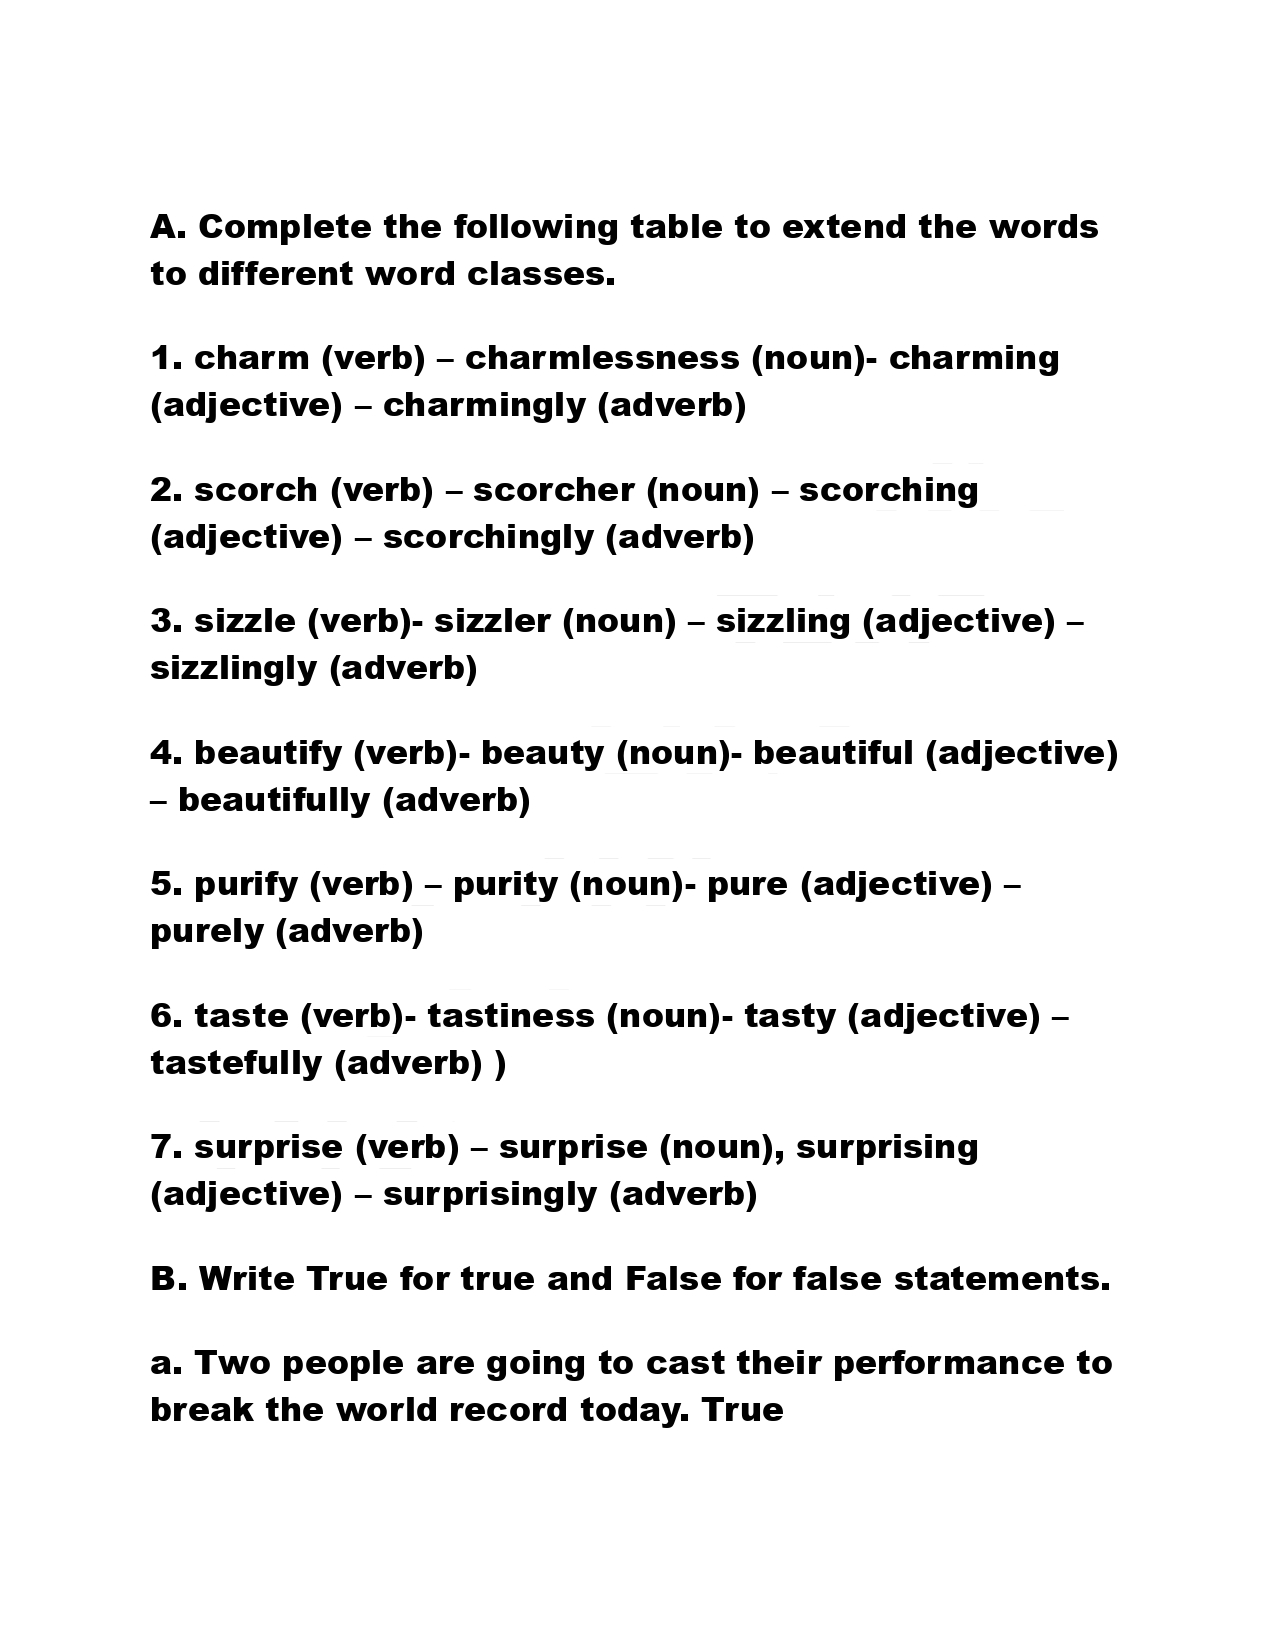 A. Complete the following table to extend the words
to different word classes.
1. charm (verb) – charmlessness (noun)- charming
(adjective) – charmingly (adverb)
2. scorch (verb) – scorcher (noun) – scorching
(adjective) – scorchingly (adverb)
3. sizzle (verb)- sizzler (noun) – sizzling (adjective) –
sizzlingly (adverb)
4. beautify (verb)- beauty (noun)- beautiful (adjective)
– beautifully (adverb)
5. purify (verb) – purity (noun)- pure (adjective) –
purely (adverb)
6. taste (verb)- tastiness (noun)- tasty (adjective) –
tastefully (adverb) )
7. surprise (verb) – surprise (noun), surprising
(adjective) – surprisingly (adverb)
B. Write True for true and False for false statements.
a. Two people are going to cast their performance to
break the world record today. True